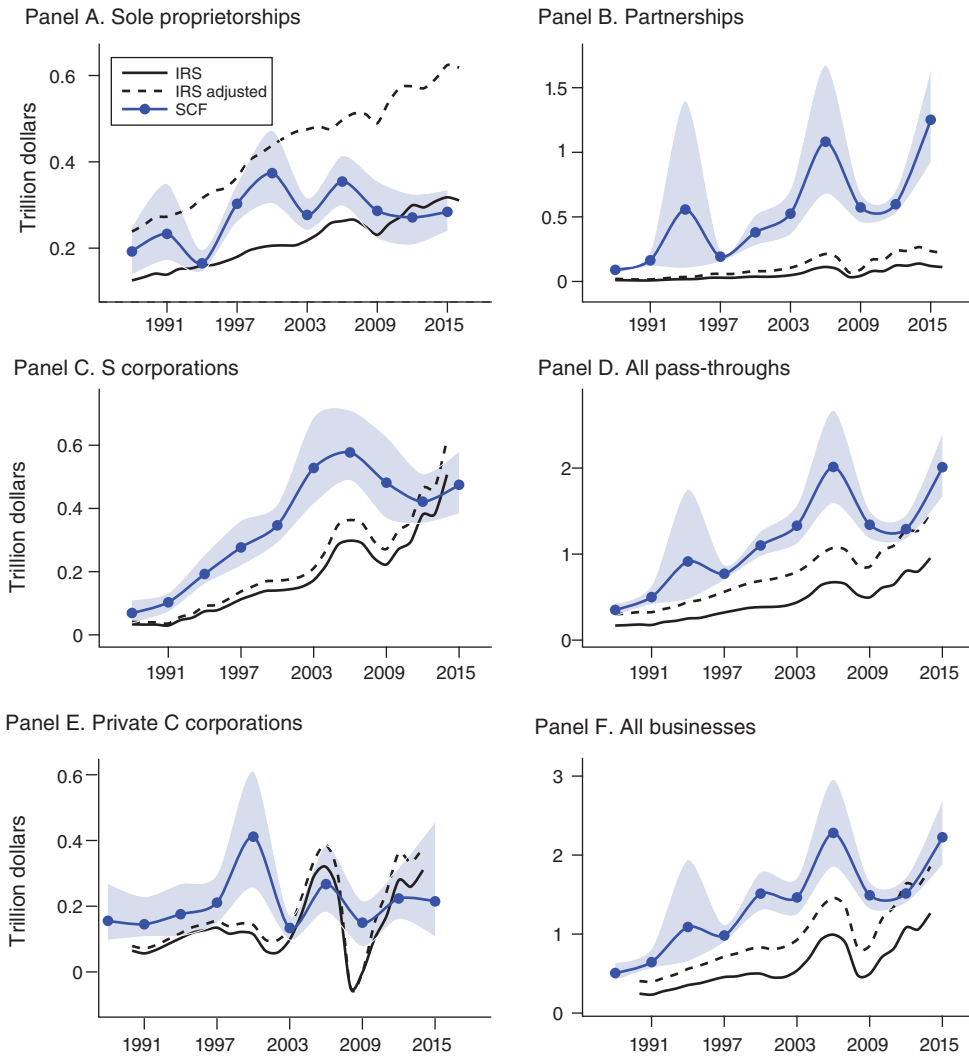 Panel A. Sole proprietorships
Trillion dollars
0.6
0.4
0.2
IRS
IRS adjusted
SCF
1991 1997 2003 2009 2015
Panel B. Partnerships
1.5
1
0.5
0
1991 1997 2003 2009 2015
Panel C. S corporations
Trillion dollars
0.6
0.4
0.2
0
1991 1997 2003 2009 2015
Panel D. All pass-throughs
2
1
0
1991 1997 2003 2009 2015
Panel E. Private C corporations
Trillion dollars
0.6
0.4
0.2
0
1991 1997 2003 2009 2015
Panel F. All businesses
3
2
1
0
1991 1997 2003 2009 2015